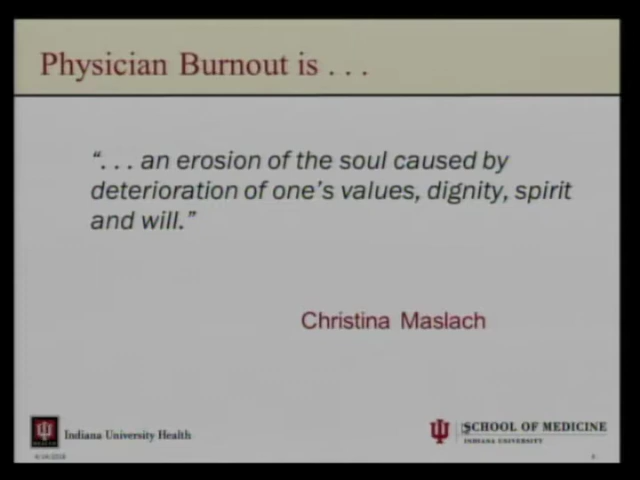 Physician Burnout is . . .
“. . . an erosion of the soul caused by
deterioration of one’s values, dignity, spirit
and will.”
Christina Maslach
Indiana University Health
SCHOOL OF MEDICINE
INDIANA UNIVERSITY